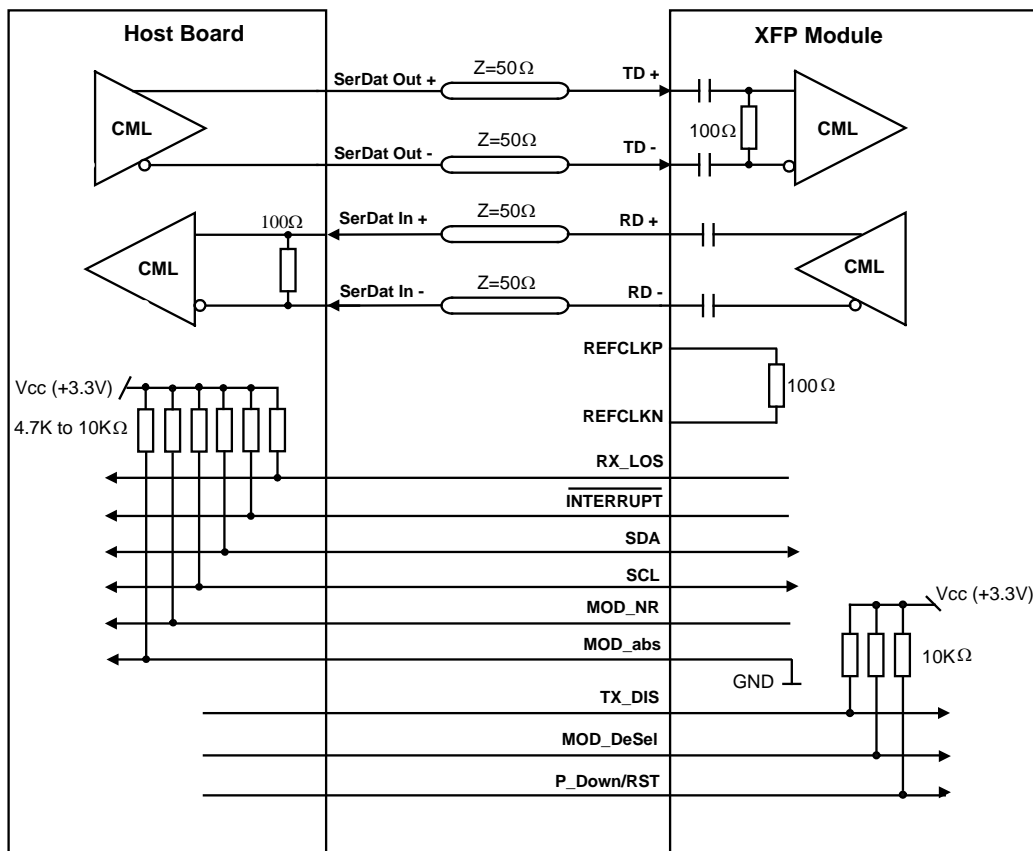 Host Board
XFP Module
SerDat Out +
Z=50Ω
TD +
CML
100Ω
CML
SerDat Out -
Z=50Ω
TD -
100Ω
SerDat In +
Z=50Ω
RD +
CML
CML
SerDat In -
Z=50Ω
RD -
REFCLKP
100Ω
REFCLKN
Vcc (+3.3V)
4.7K to 10KΩ
RX_LOS
INTERRUPT
SDA
SCL
MOD_NR
Vcc (+3.3V)
MOD_abs
10KΩ
GND
TX_DIS
MOD_DeSel
P_Down/RST